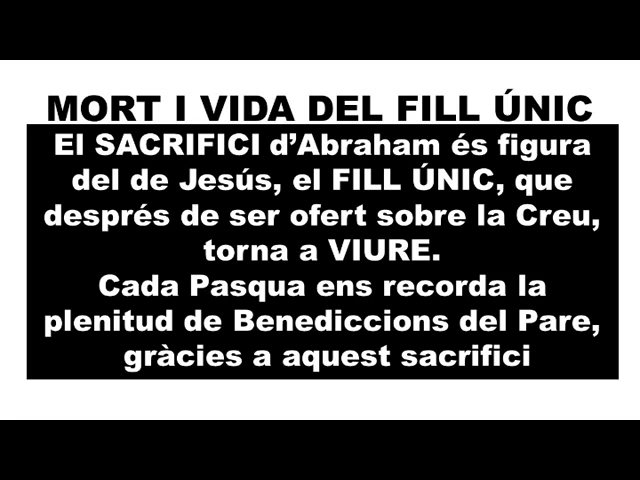 MORT I VIDA DEL FILL ÚNIC
El SACRIFICI d’Abraham és figura
del de Jesús, el FILL ÚNIC, que
després de ser ofert sobre la Creu,
torna a VIURE.
Cada Pasqua ens recorda la
plenitud de Benediccions del Pare,
gràcies a aquest sacrifici